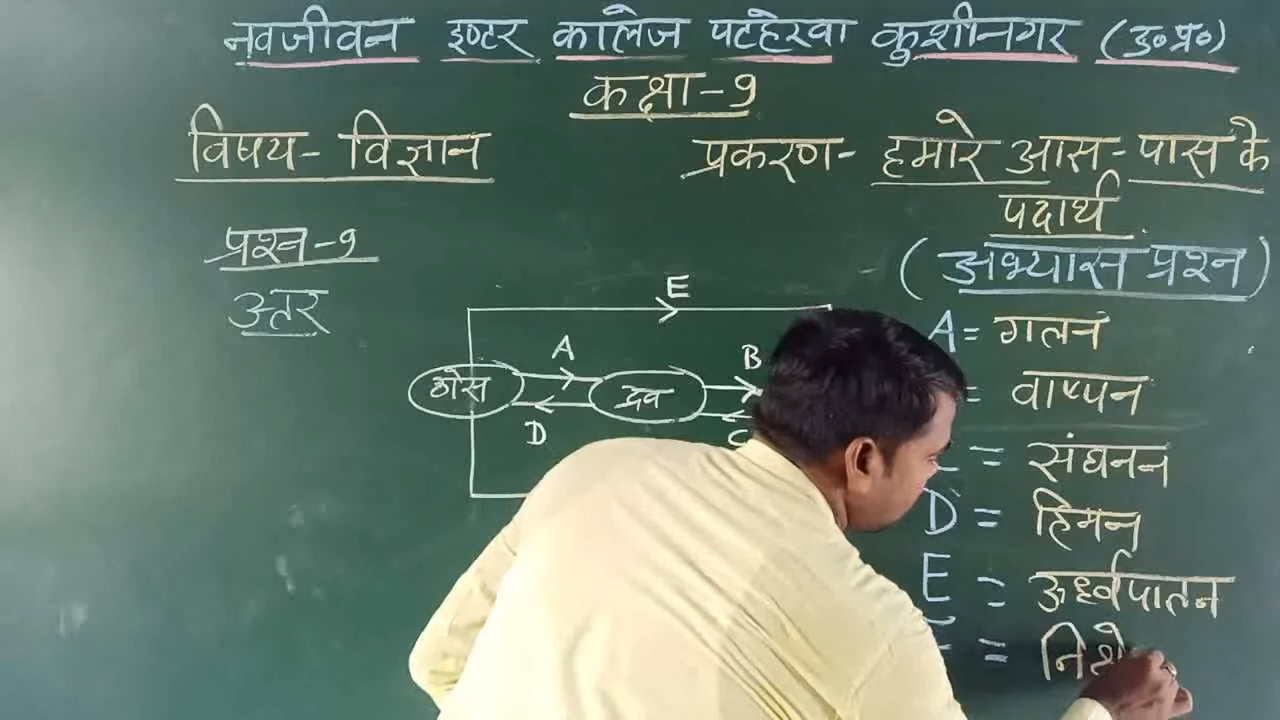 नवजीवन इण्टर कालेज पटहेरवा कुशीनगर (उ०प्र०)
कक्षा-9
विषय- विज्ञान
प्रकरण- हमारे आस-पास के
पदार्थ
(अभ्यास प्रश्न)
प्रश्न-9
उत्तर
E
A
B
ठोस
द्रव
D
C
A= गलन
= वाष्पन
= संघनन
D = हिमन
E = ऊर्ध्वपातन
=